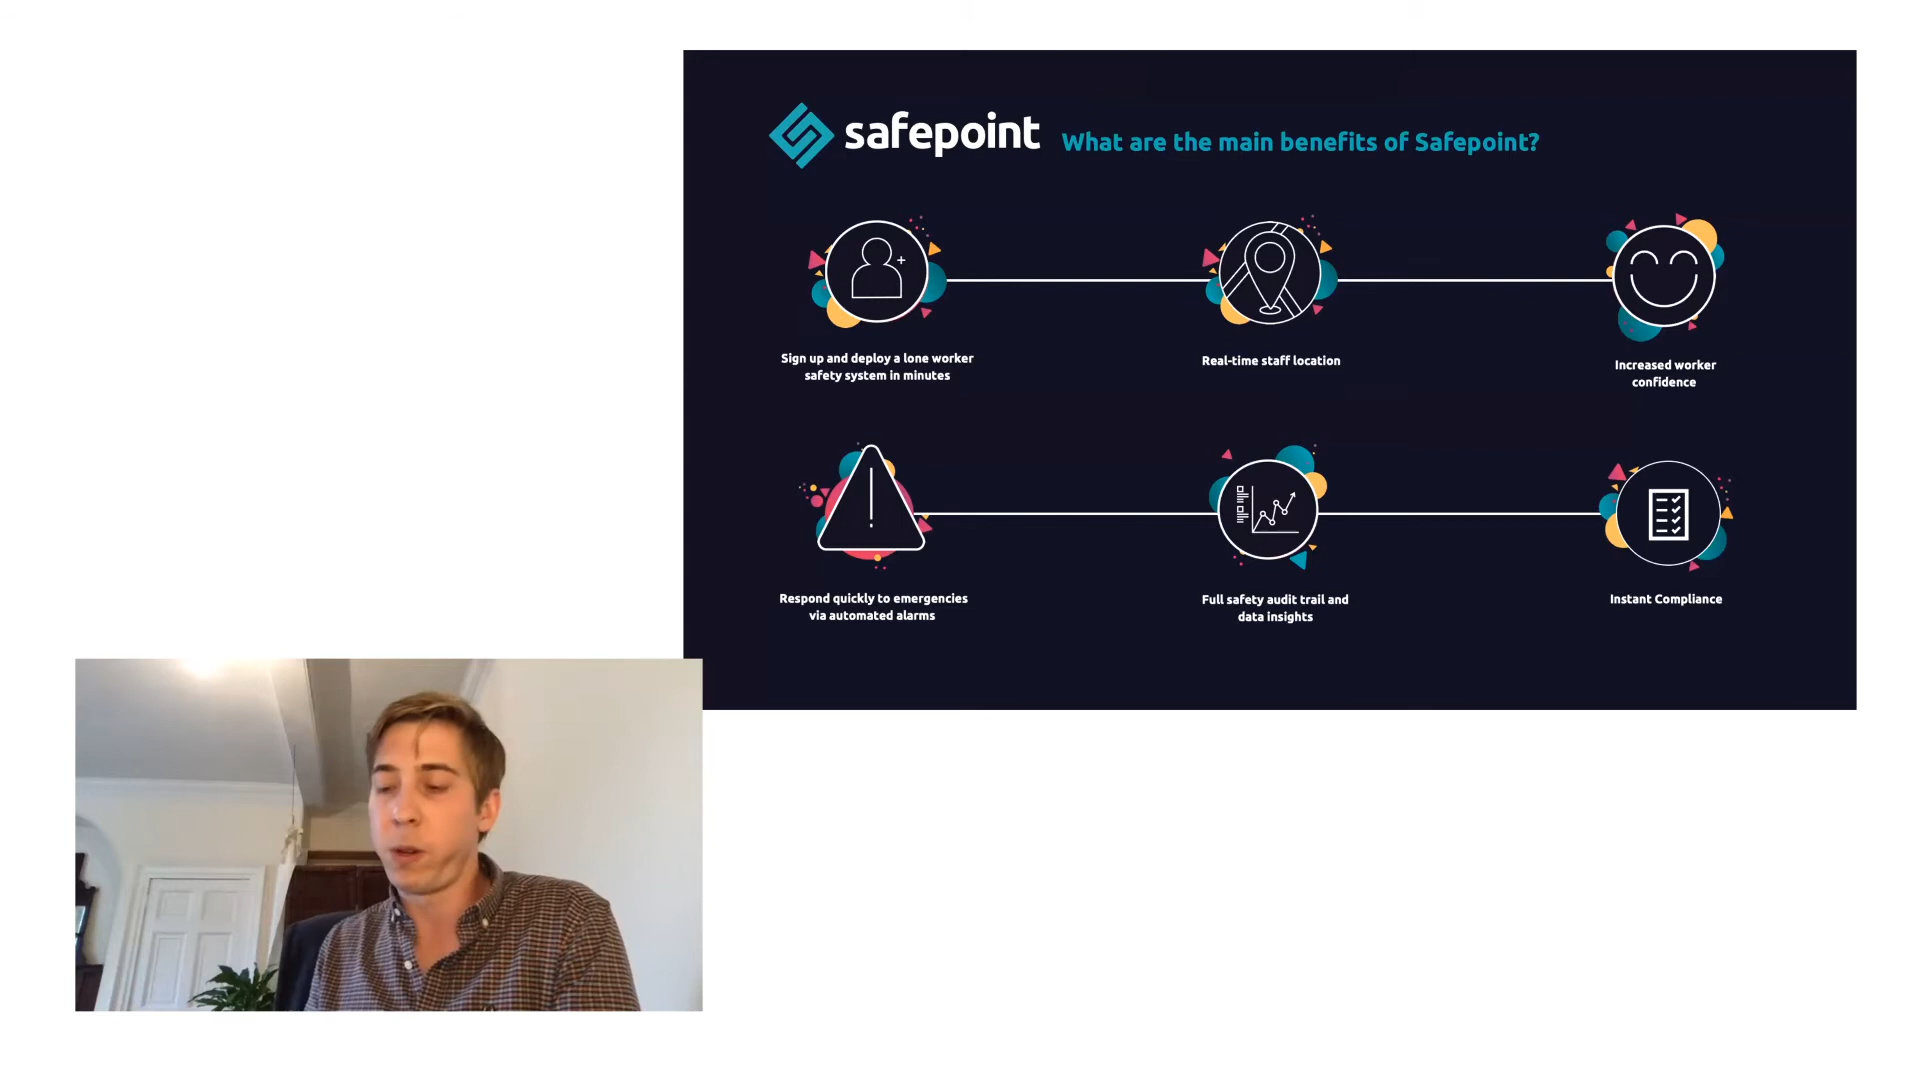 safepoint What are the main benefits of Safepoint?
Sign up and deploy a lone worker
safety system in minutes
Real-time staff location
Increased worker
confidence
Respond quickly to emergencies
via automated alarms
Full safety audit trail and
data insights
Instant Compliance